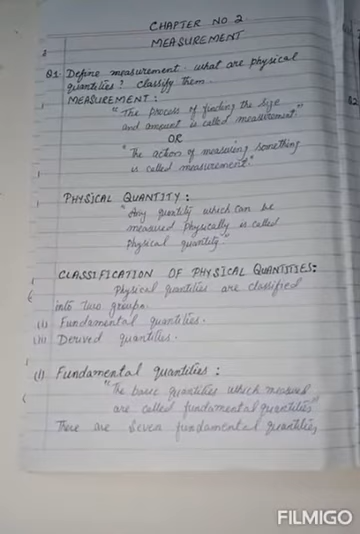 CHAPTER NO 2
MEASUREMENT
Q1 Define measurement. what are physical
quantities? classify them.
MEASUREMENT:
"The process of finding the size
and amount is called measurement."
OR
"The action of measuring something
is called measurement."
PHYSICAL QUANTITY:
"Any quantity which can be
measured physically is called
physical quantity."
CLASSIFICATION OF PHYSICAL QUANTITIES:
Physical quantities are classified
into two groups.
(i) Fundamental quantities.
(ii) Derived quantities.
(i) Fundamental quantities:
"The basic quantities which measured
are called fundamental quantities"
There are seven fundamental quantities,
FILMIGO